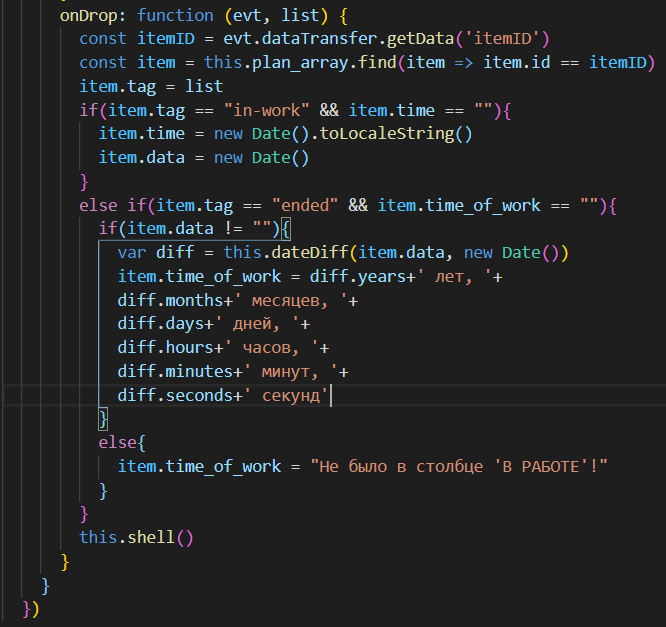 onDrop: function (evt, list) {
const itemID = evt.dataTransfer.getData('itemID')
const item = this.plan_array.find(item => item.id == itemID)
item.tag = list
if(item.tag == "in-work" && item.time == ""){
item.time = new Date().toLocaleString()
item.data = new Date()
}
else if(item.tag == "ended" && item.time_of_work == ""){
if(item.data != ""){
var diff = this.dateDiff(item.data, new Date())
item.time_of_work = diff.years+' лет, '+
diff.months+' месяцев, '+
diff.days+' дней, '+
diff.hours+' часов, '+
diff.minutes+' минут, '+
diff.seconds+' секунд'
}
else{
item.time_of_work = "Не было в столбце 'В РАБОТЕ'!"
}
}
this.shell()
}
}
})